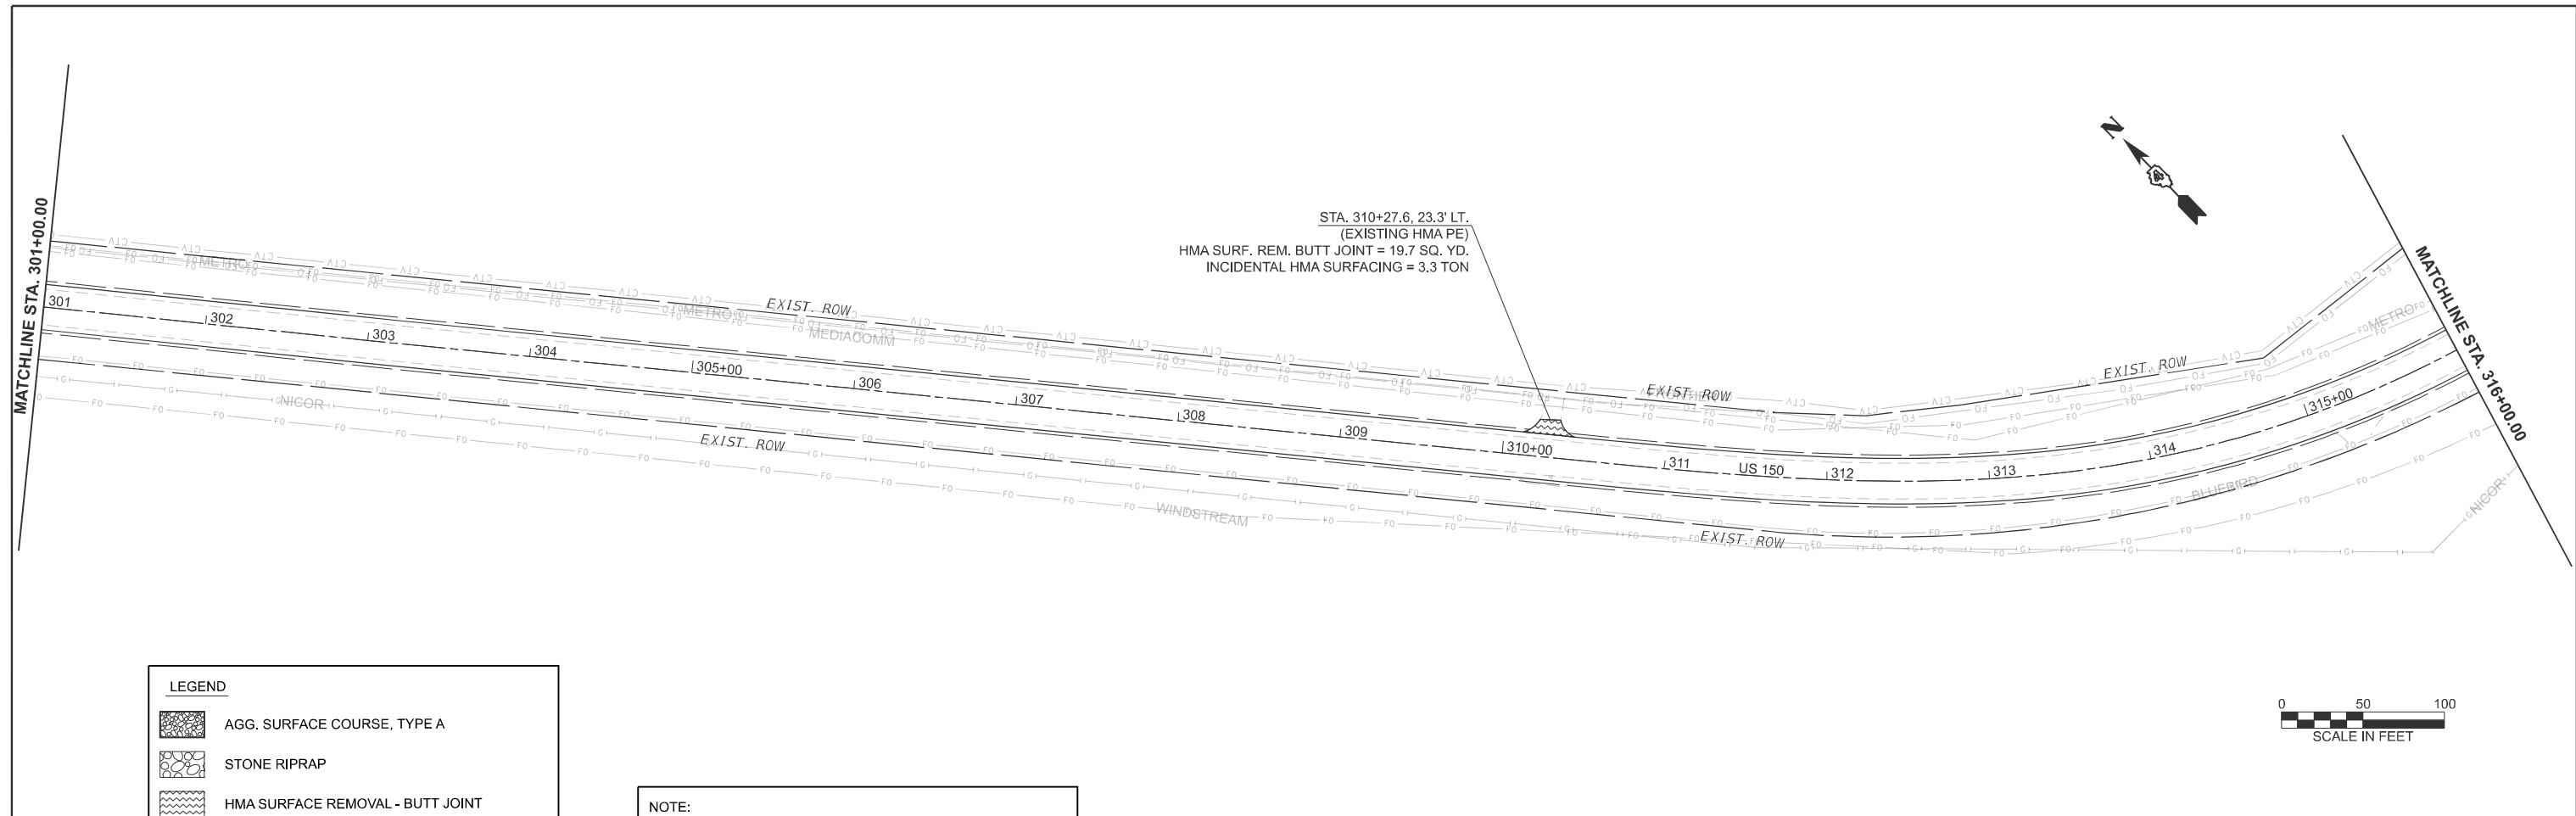 MATCHLINE STA. 301+00.00
MATCHLINE STA. 316+00.00
N
STA. 310+27.6, 23.3' LT.
(EXISTING HMA PE)
HMA SURF. REM. BUTT JOINT = 19.7 SQ. YD.
INCIDENTAL HMA SURFACING = 3.3 TON
METRO
METRO
MEDIACOMM
EXIST. ROW
EXIST. ROW
EXIST. ROW
METRO
301
302
303
304
305+00
306
307
308
309
310+00
311
US 150
312
313
314
315+00
NICOR
EXIST. ROW
WINDSTREAM
EXIST. ROW
BLUEBIRD
NICOR
CTV
FO
G
0 50 100
SCALE IN FEET
LEGEND
AGG. SURFACE COURSE, TYPE A
STONE RIPRAP
HMA SURFACE REMOVAL - BUTT JOINT
NOTE: